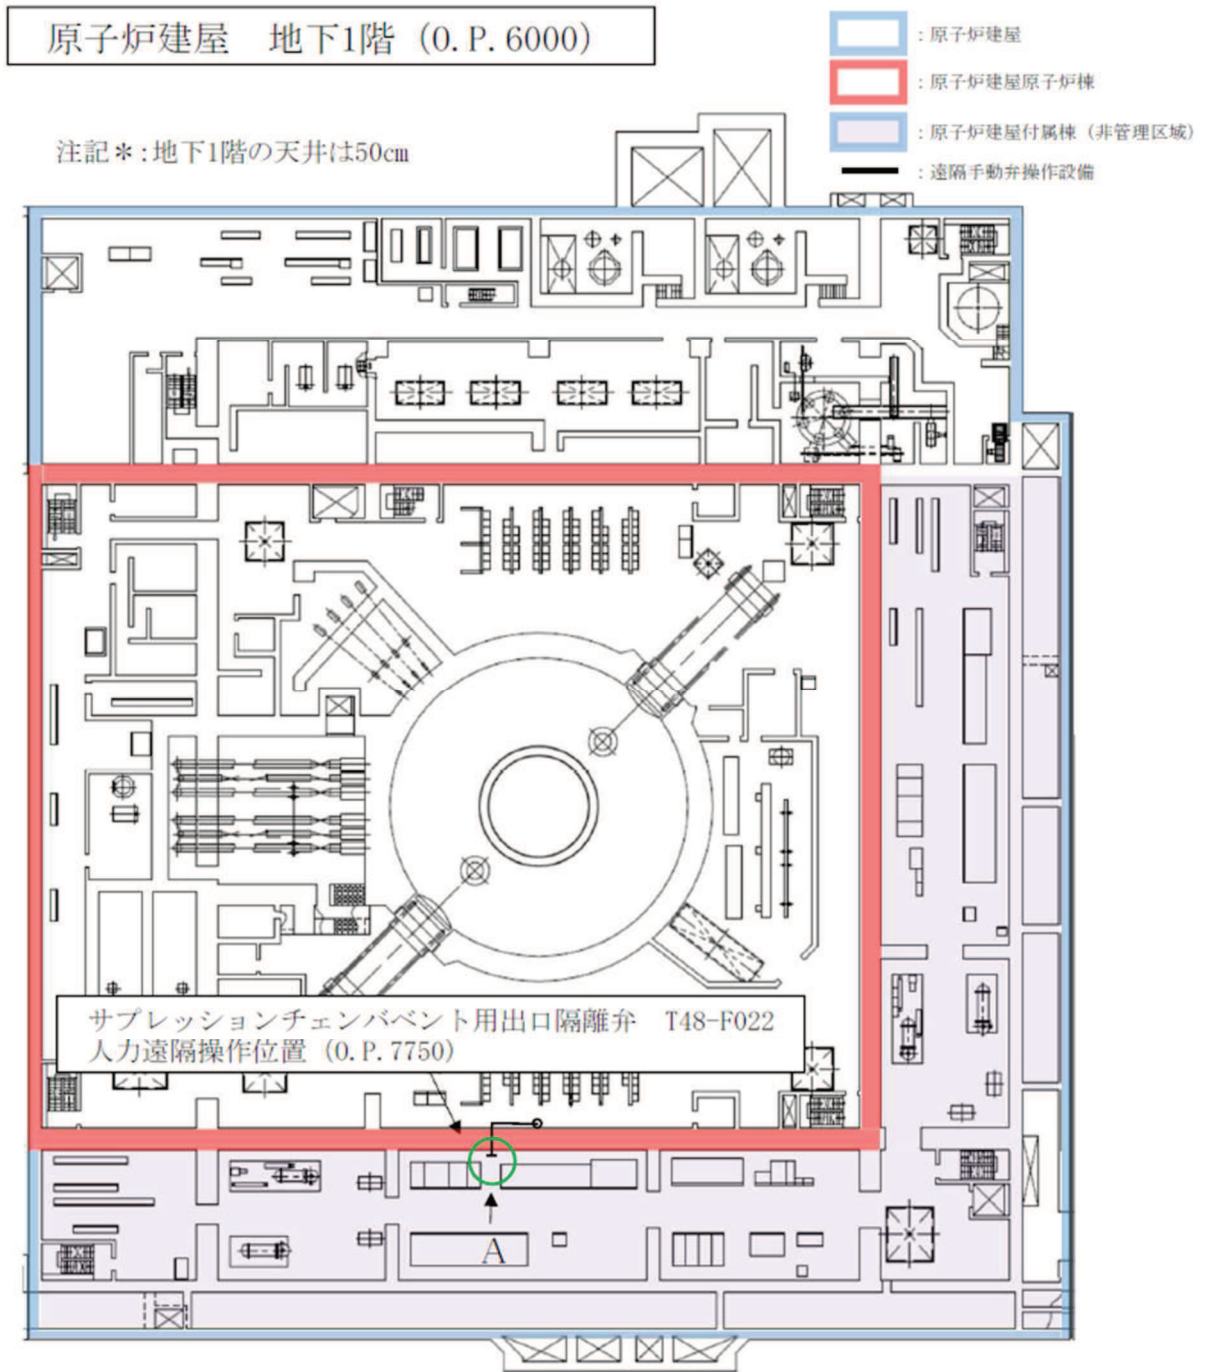 原子炉建屋 地下1階 (O.P.6000)
：原子炉建屋
：原子炉建屋原子炉棟
：原子炉建屋付属棟（非管理区域）
：遠隔手動弁操作設備
注記＊：地下1階の天井は50cm
サプレッションチェンバベント用出口隔離弁 T48-F022
人力遠隔操作位置 (O.P.7750)
A